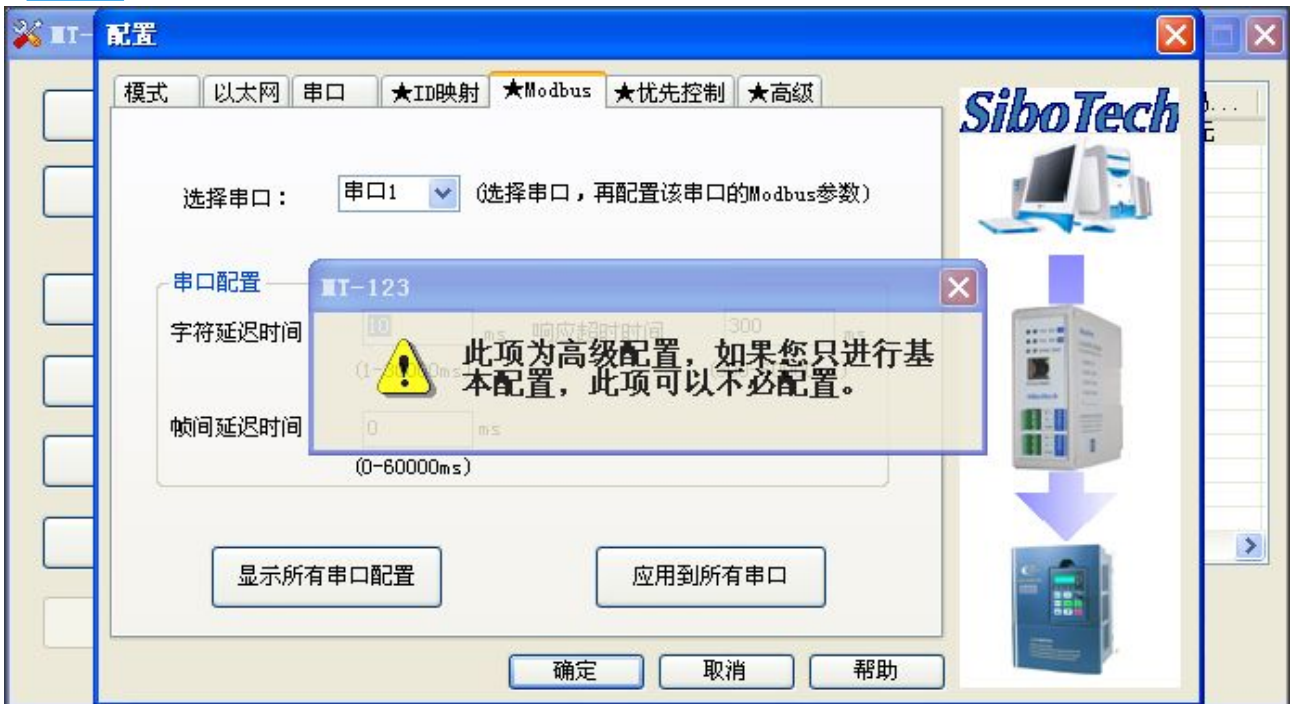 MT-
配置
模式 以太网 串口 ★ID映射 ★Modbus ★优先控制 ★高级
SiboTech
选择串口： 串口1 (选择串口，再配置该串口的Modbus参数)
串口配置
MT-123
字符延迟时间 10 ms 响应超时时间 300 ms
此项为高级配置，如果您只进行基
本配置，此项可以不必配置。
帧间延迟时间 0 ms
(0-60000ms)
显示所有串口配置 应用到所有串口
确定 取消 帮助